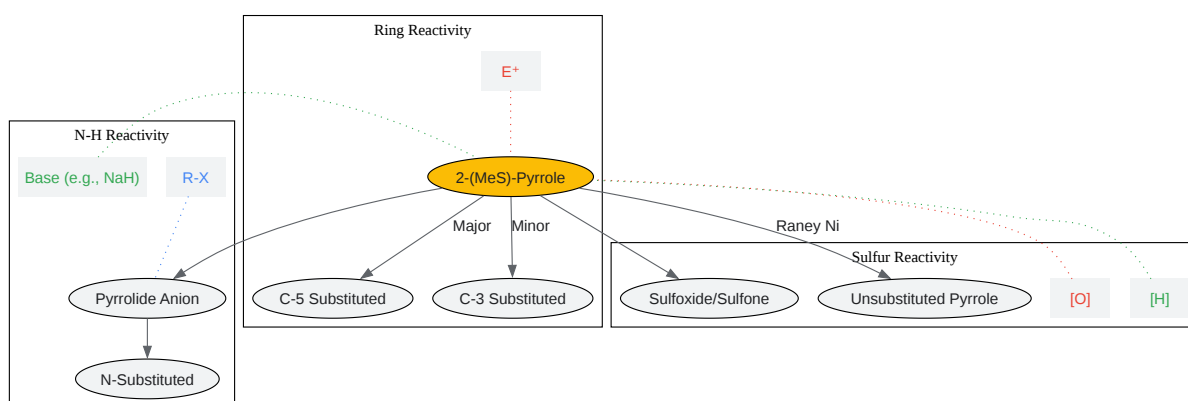 Ring Reactivity
E⁺
N-H Reactivity
Base (e.g., NaH)
R-X
2-(MeS)-Pyrrole
Major
Minor
Raney Ni
Sulfur Reactivity
Pyrrolide Anion
C-5 Substituted
C-3 Substituted
Sulfoxide/Sulfone
Unsubstituted Pyrrole
[O]
[H]
N-Substituted